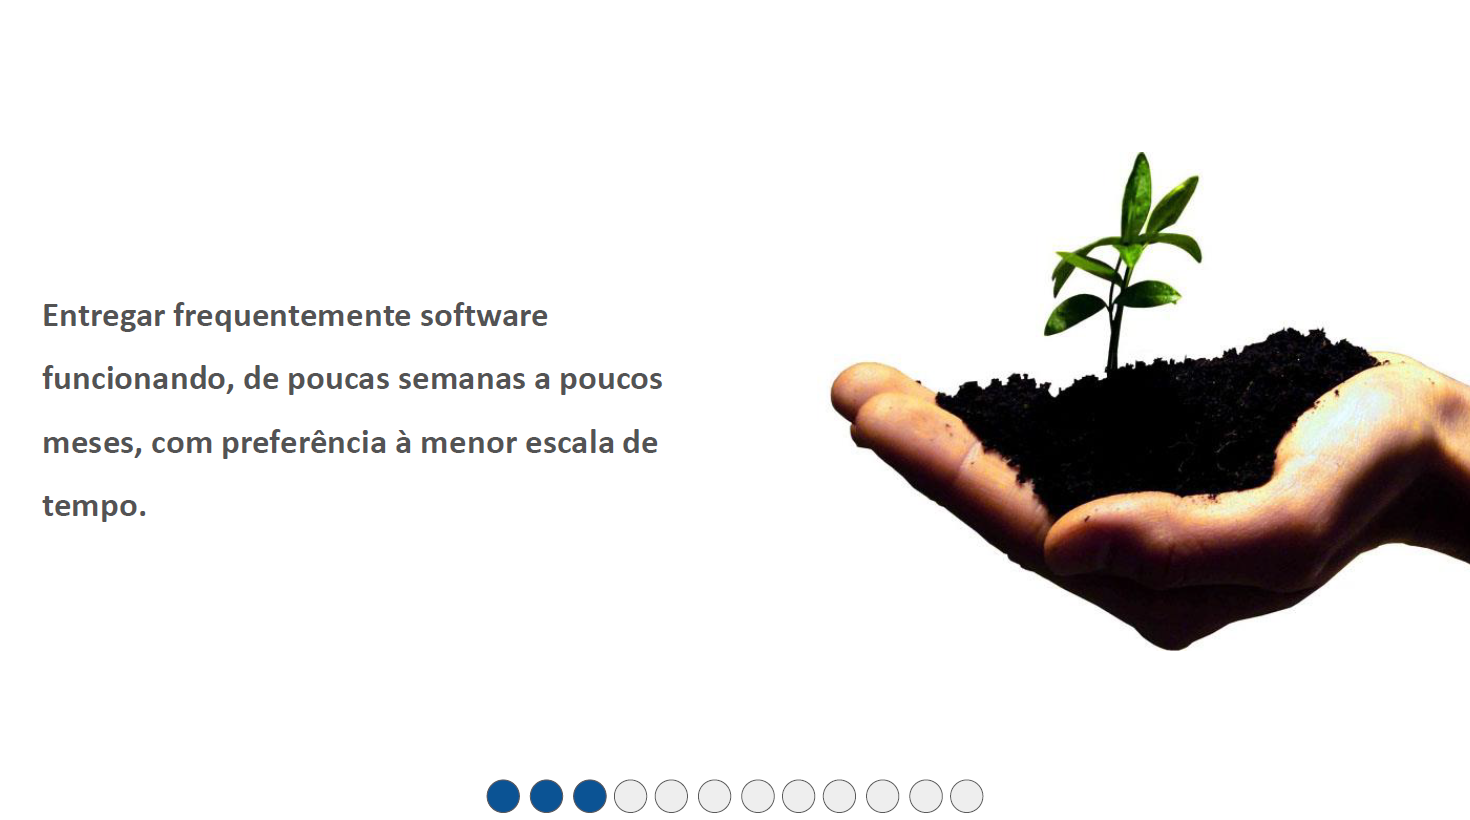 Entregar frequentemente software
funcionando, de poucas semanas a poucos
meses, com preferência à menor escala de
tempo.